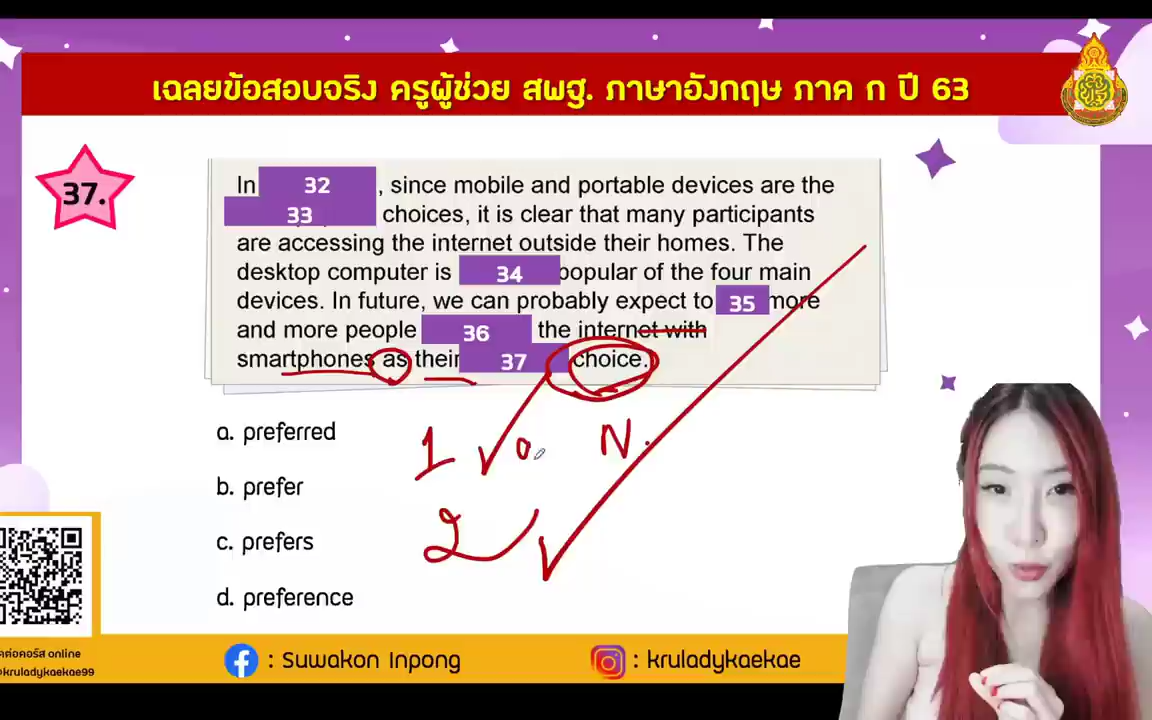 เฉลยข้อสอบจริง ครูผู้ช่วย สพฐ. ภาษาอังกฤษ ภาค ก ปี 63
37.
In 32 , since mobile and portable devices are the
33 choices, it is clear that many participants
are accessing the internet outside their homes. The
desktop computer is 34 popular of the four main
devices. In future, we can probably expect to 35 more
and more people 36 the internet with
smartphones as their 37 choice.
a. preferred
b. prefer
c. prefers
d. preference
1
N.
2
online
kruladykaekae99
: Suwakon Inpong
: kruladykaekae